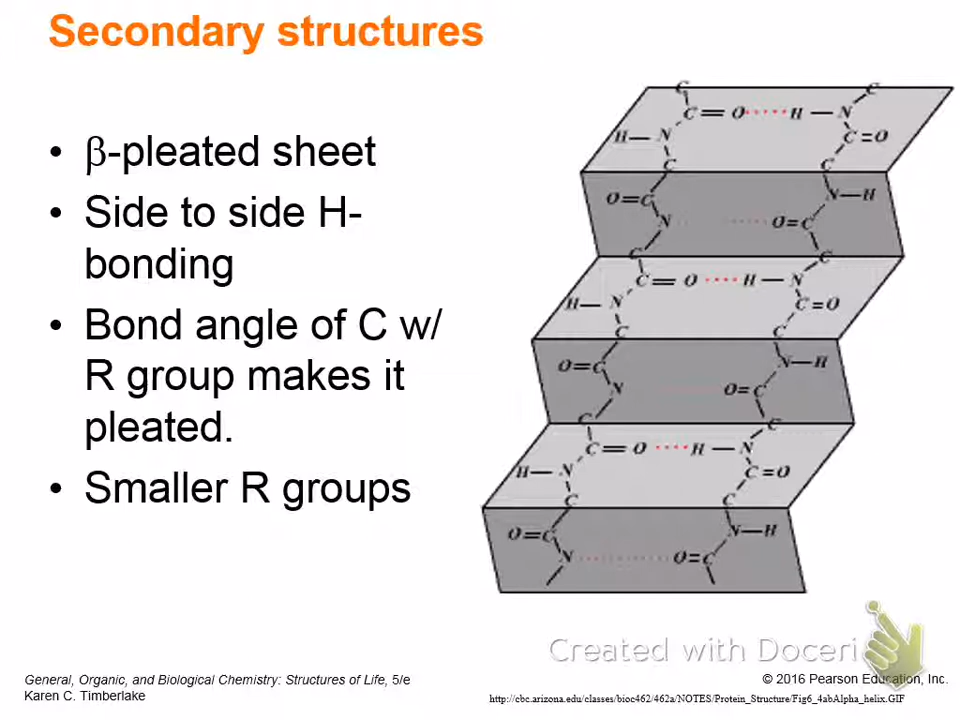 Secondary structures
• β-pleated sheet
• Side to side H-
bonding
• Bond angle of C w/
R group makes it
pleated.
• Smaller R groups
C C
C = O ····· H — N
H — N C = O
C C
O = C N — H
N ····· O = C
C C
C = O ···· H — N
H — N C = O
C C
O = C N — H
N ····· O = C
C C
C = O ···· H — N
H — N C = O
C C
O = C N — H
N ············ O = C
Created with Doceri
General, Organic, and Biological Chemistry: Structures of Life, 5/e
Karen C. Timberlake
© 2016 Pearson Education, Inc.
http://cbc.arizona.edu/classes/bioc462/462a/NOTES/Protein_Structure/Fig6_4abAlpha_helix.GIF